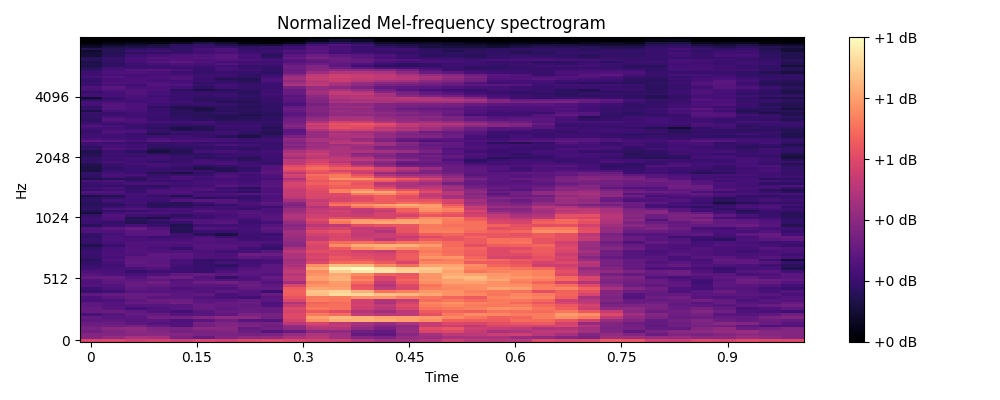 Normalized Mel-frequency spectrogram
Hz
4096
2048
1024
512
0
0 0.15 0.3 0.45 0.6 0.75 0.9
Time
+1 dB
+1 dB
+1 dB
+0 dB
+0 dB
+0 dB